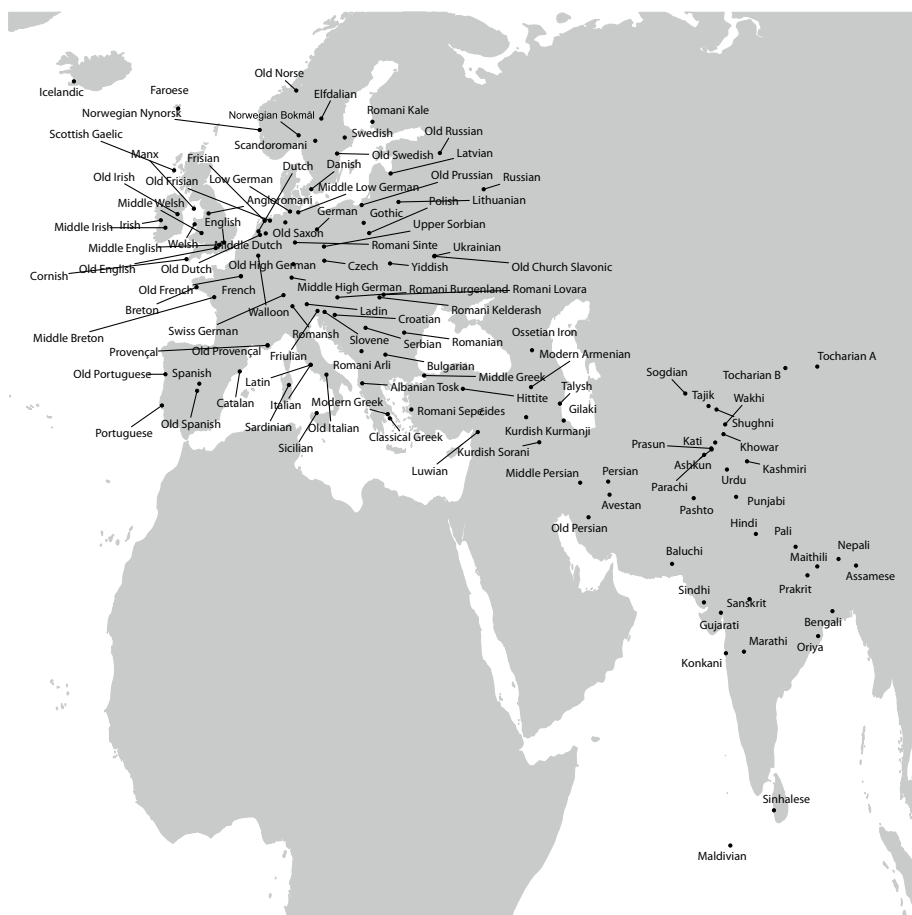 Old Norse
Icelandic
Faroese
Elfdalian
Norwegian Nynorsk
Norwegian Bokmål
Romani Kale
Scottish Gaelic
Scandoromani
Swedish
Old Russian
Manx
Frisian
Dutch
Danish
Old Swedish
Latvian
Old Irish
Old Frisian
Low German
Middle Low German
Old Prussian
Russian
Middle Welsh
Angloromani
Polish
Lithuanian
Middle Irish
Irish
English
German
Gothic
Upper Sorbian
Old Saxon
Middle English
Welsh
Middle Dutch
Romani Sinte
Ukrainian
Cornish
Old English
Old Dutch
Old High German
Czech
Yiddish
Old Church Slavonic
Old French
French
Middle High German
Romani Burgenland
Romani Lovara
Breton
Walloon
Ladin
Croatian
Romani Kelderash
Middle Breton
Swiss German
Romansh
Slovene
Serbian
Romanian
Ossetian Iron
Provençal
Old Provençal
Friulian
Romani Arli
Bulgarian
Middle Greek
Modern Armenian
Tocharian A
Old Portuguese
Spanish
Latin
Albanian Tosk
Hittite
Talysh
Sogdian
Tocharian B
Catalan
Italian
Modern Greek
Romani Sepečides
Gilaki
Tajik
Wakhi
Portuguese
Old Spanish
Sardinian
Old Italian
Classical Greek
Kurdish Kurmanji
Shughni
Sicilian
Kurdish Sorani
Prasun
Kati
Khowar
Luwian
Middle Persian
Persian
Ashkun
Kashmiri
Parachi
Urdu
Avestan
Pashto
Punjabi
Old Persian
Hindi
Pali
Baluchi
Maithili
Nepali
Assamese
Sindhi
Sanskrit
Prakrit
Gujarati
Bengali
Marathi
Oriya
Konkani
Sinhalese
Maldivian